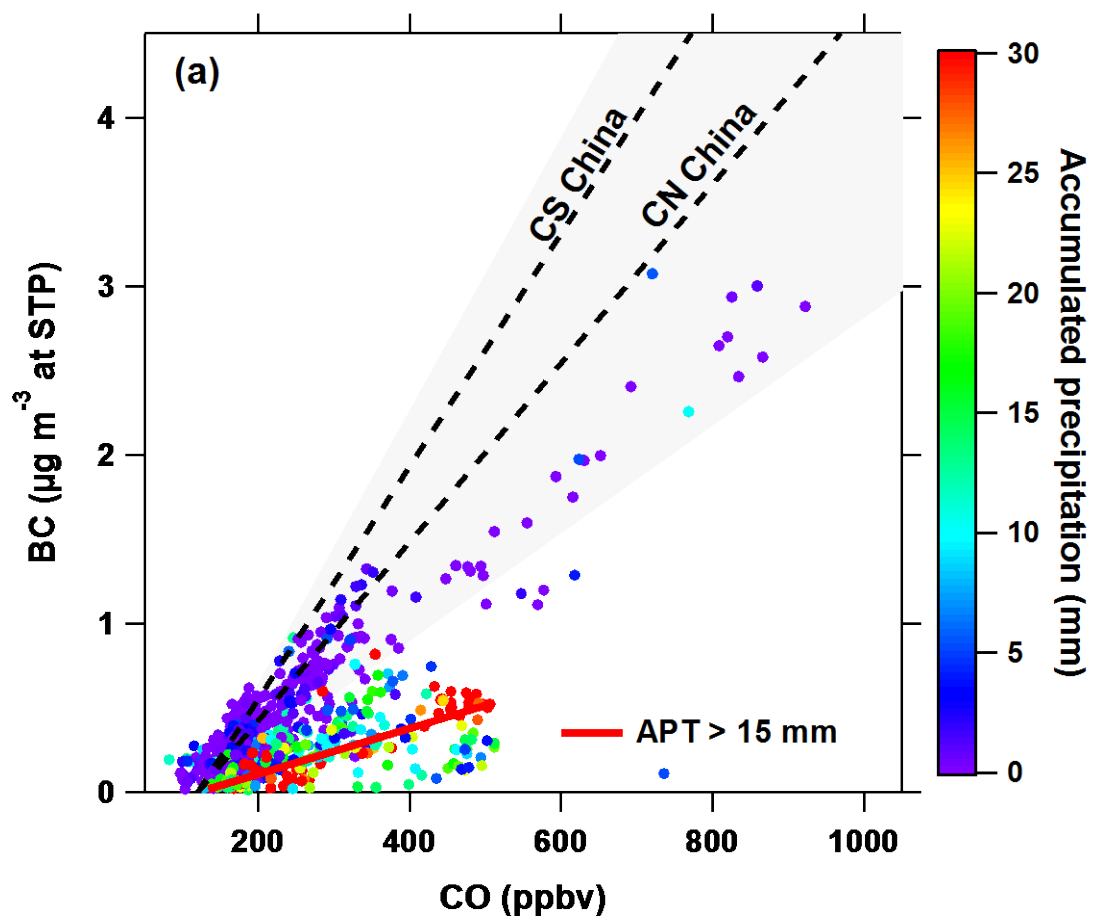 (a)
4
3
2
1
0
BC (µg m-3 at STP)
CS China
CN China
APT > 15 mm
200
400
600
800
1000
CO (ppbv)
30
25
20
15
10
5
0
Accumulated precipitation (mm)